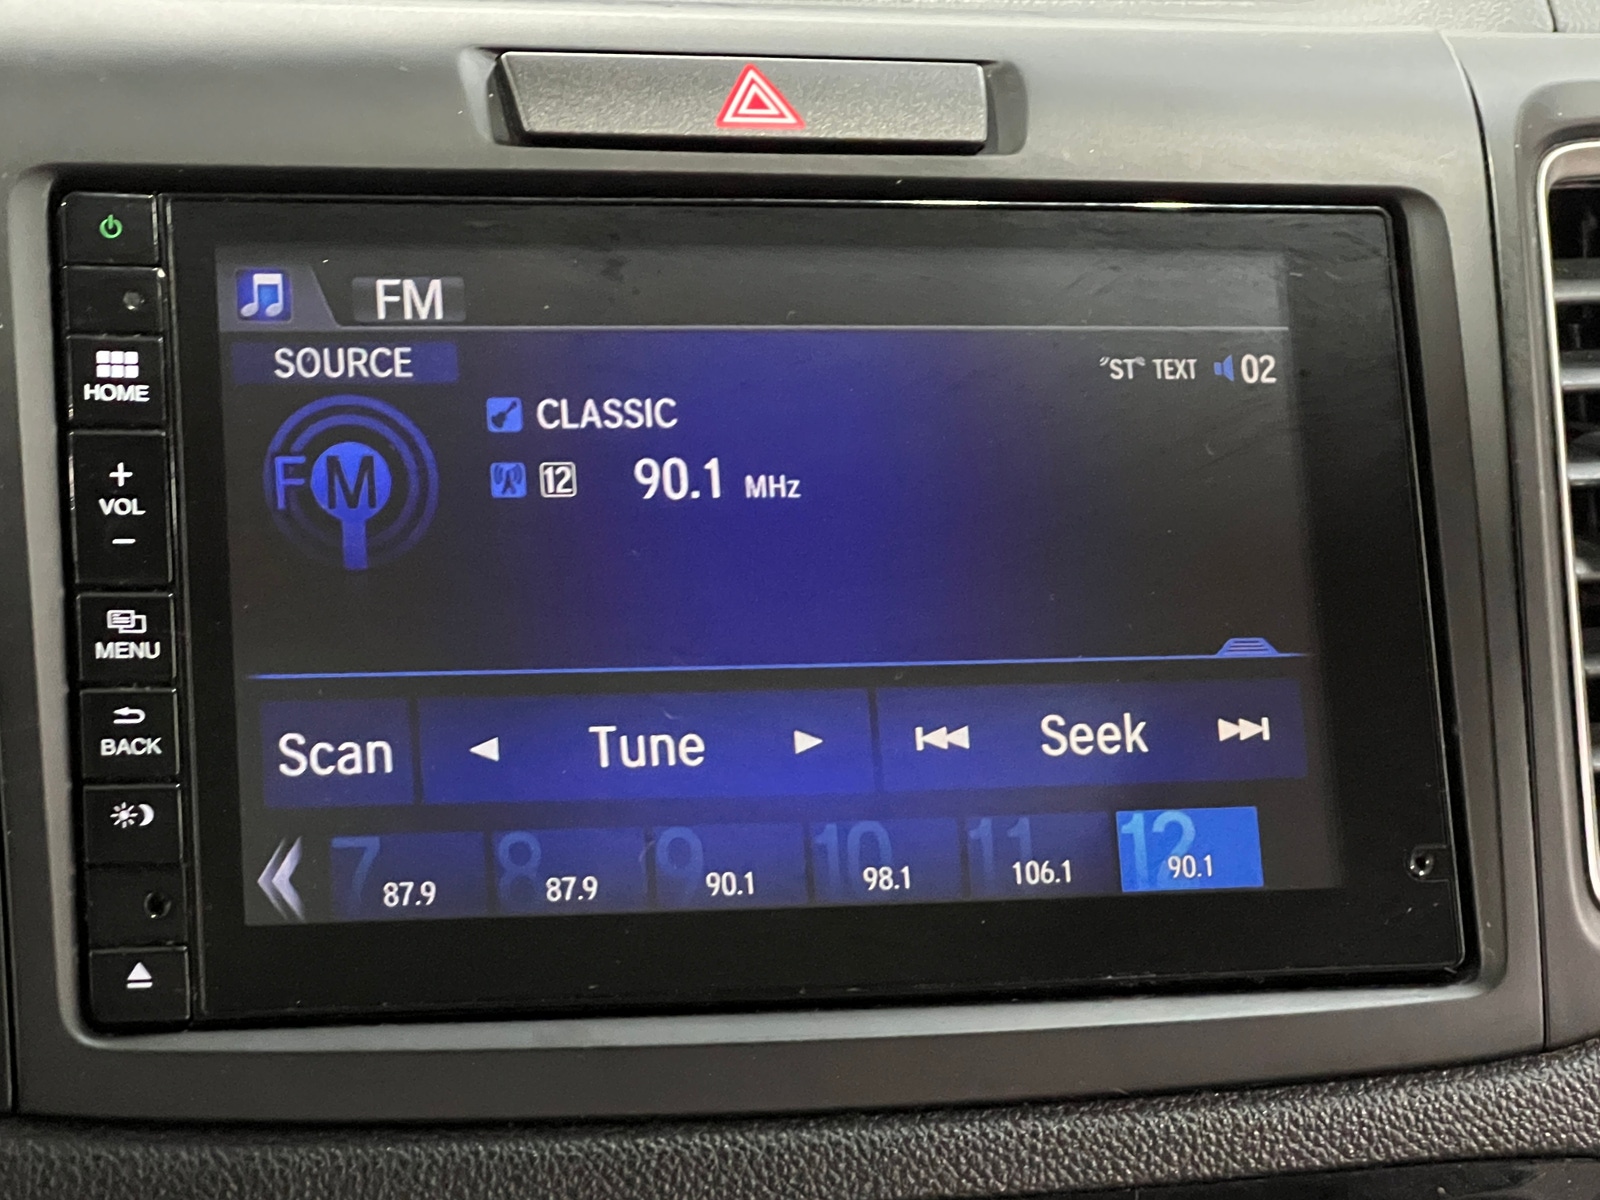 FM
SOURCE
"ST" TEXT 02
HOME
CLASSIC
FM
12 90.1 MHz
+
VOL
−
MENU
BACK
Scan Tune Seek
7 8 9 10 11 12
87.9 87.9 90.1 98.1 106.1 90.1